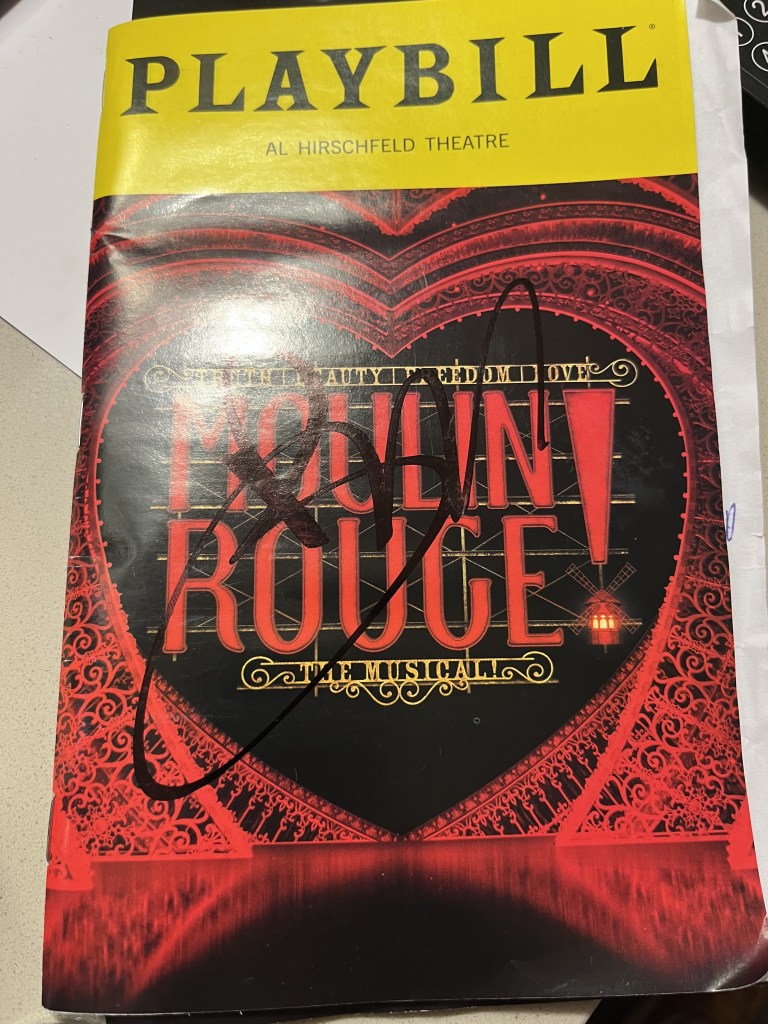 PLAYBILL®
AL HIRSCHFELD THEATRE
TRUTH BEAUTY FREEDOM LOVE
MOULIN
ROUGE!
THE MUSICAL!